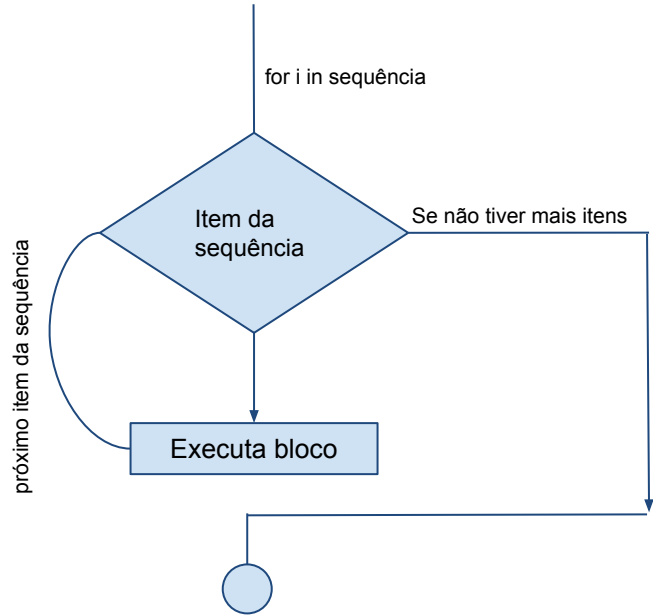 for i in sequência
Item da
sequência
Se não tiver mais itens
próximo item da sequência
Executa bloco